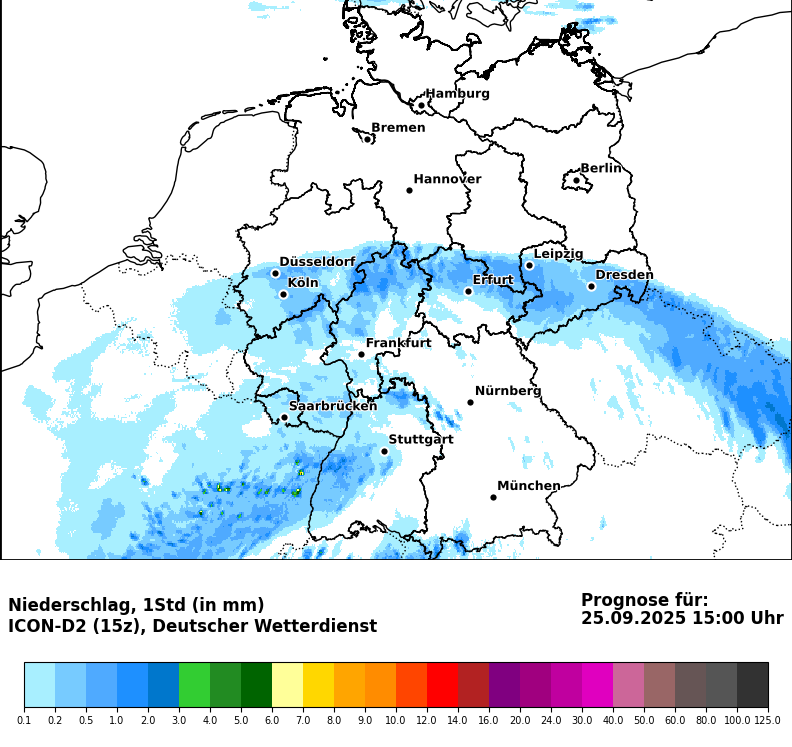 Hamburg
Bremen
Berlin
Hannover
Leipzig
Düsseldorf
Dresden
Köln
Erfurt
Frankfurt
Nürnberg
Saarbrücken
Stuttgart
München
Niederschlag, 1Std (in mm)
ICON-D2 (15z), Deutscher Wetterdienst
Prognose für:
25.09.2025 15:00 Uhr
0.1 0.2 0.5 1.0 2.0 3.0 4.0 5.0 6.0 7.0 8.0 9.0 10.0 12.0 14.0 16.0 20.0 24.0 30.0 40.0 50.0 60.0 80.0 100.0 125.0